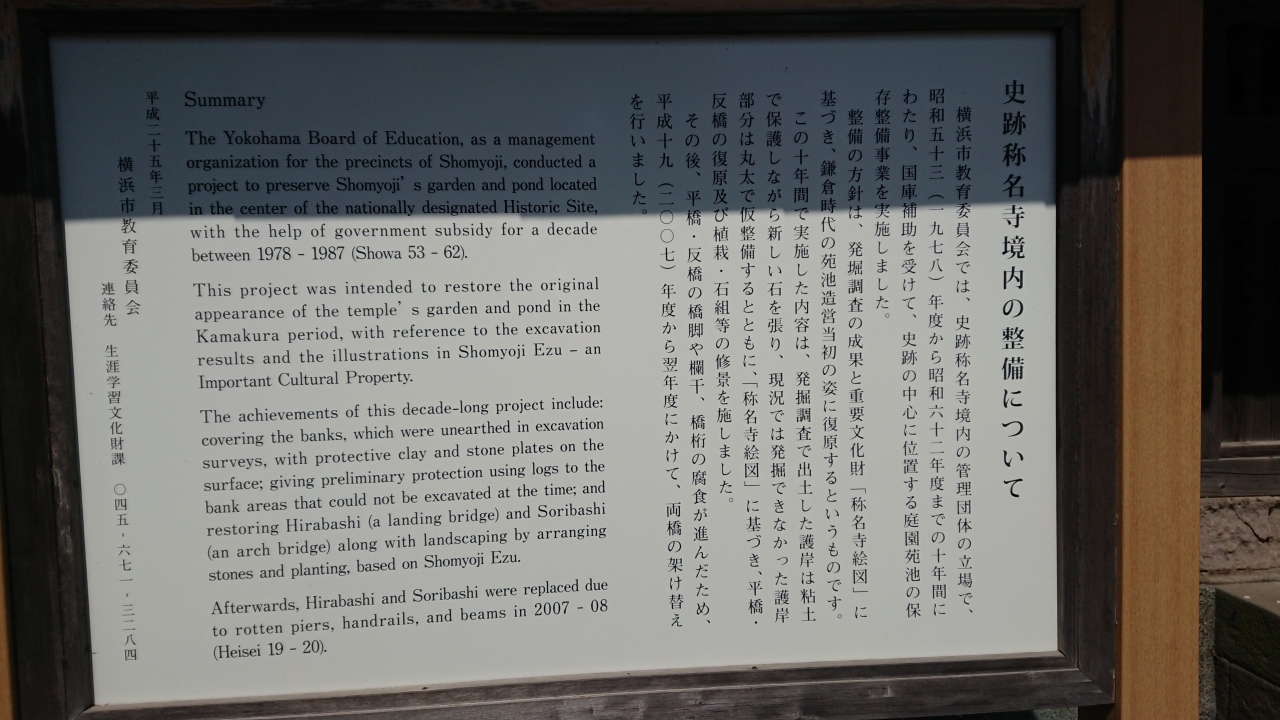 史跡称名寺境内の整備について
横浜市教育委員会では、史跡称名寺境内の管理団体の立場で、
昭和五十三（一九七八）年度から昭和六十二年度までの十年間に
わたり、国庫補助を受けて、史跡の中心に位置する庭園苑池の保
存整備事業を実施しました。
整備の方針は、発掘調査の成果と重要文化財「称名寺絵図」に
基づき、鎌倉時代の苑池造営当初の姿に復原するというものです。
この十年間で実施した内容は、発掘調査で出土した護岸は粘土
で保護しながら新しい石を張り、現況では発掘できなかった護岸
部分は丸太で仮整備するとともに、「称名寺絵図」に基づき、平橋・
反橋の復原及び植栽・石組等の修景を施しました。
その後、平橋・反橋の橋脚や欄干、橋桁の腐食が進んだため、
平成十九（二〇〇七）年度から翌年度にかけて、両橋の架け替え
を行いました。
Summary
The Yokohama Board of Education, as a management
organization for the precincts of Shomyoji, conducted a
project to preserve Shomyoji's garden and pond located
in the center of the nationally designated Historic Site,
with the help of government subsidy for a decade
between 1978 - 1987 (Showa 53 - 62).
This project was intended to restore the original
appearance of the temple's garden and pond in the
Kamakura period, with reference to the excavation
results and the illustrations in Shomyoji Ezu - an
Important Cultural Property.
The achievements of this decade-long project include:
covering the banks, which were unearthed in excavation
surveys, with protective clay and stone plates on the
surface; giving preliminary protection using logs to the
bank areas that could not be excavated at the time; and
restoring Hirabashi (a landing bridge) and Soribashi
(an arch bridge) along with landscaping by arranging
stones and planting, based on Shomyoji Ezu.
Afterwards, Hirabashi and Soribashi were replaced due
to rotten piers, handrails, and beams in 2007 - 08
(Heisei 19 - 20).
平成二十五年三月
横浜市教育委員会
連絡先 生涯学習文化財課 〇四五-六七一-三二八四